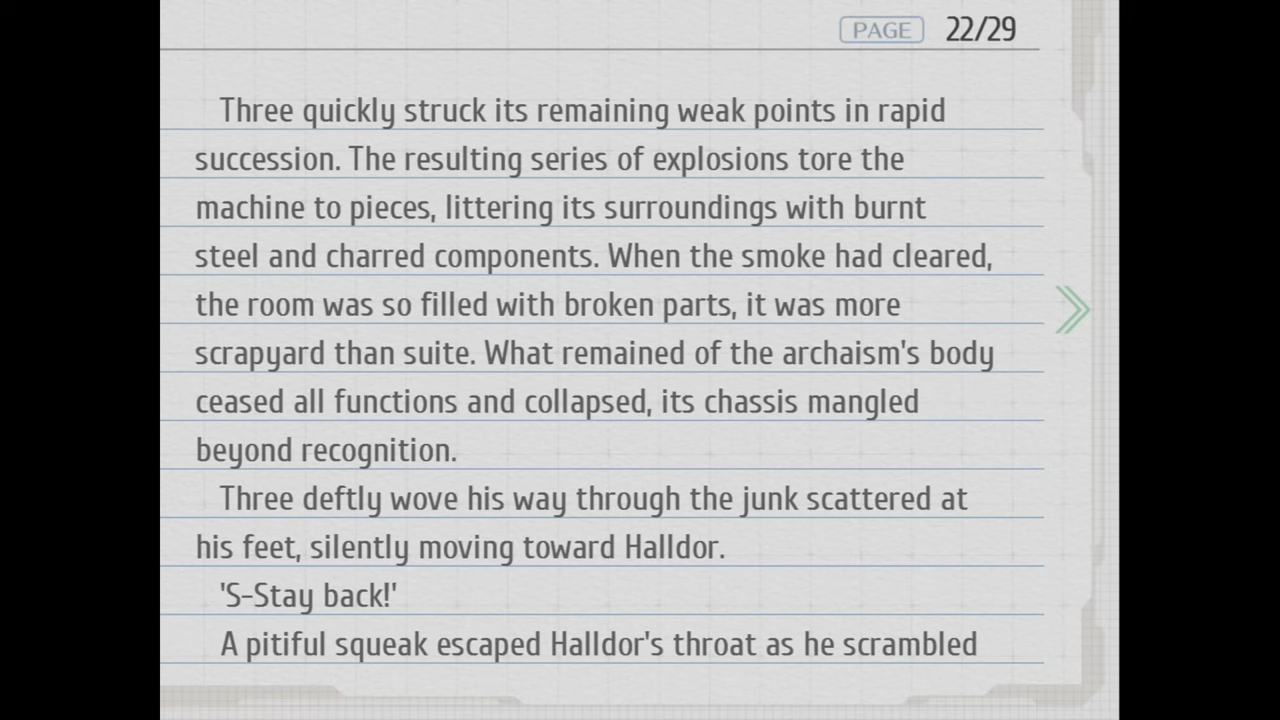 PAGE 22/29
Three quickly struck its remaining weak points in rapid
succession. The resulting series of explosions tore the
machine to pieces, littering its surroundings with burnt
steel and charred components. When the smoke had cleared,
the room was so filled with broken parts, it was more
scrapyard than suite. What remained of the archaism's body
ceased all functions and collapsed, its chassis mangled
beyond recognition.
Three deftly wove his way through the junk scattered at
his feet, silently moving toward Halldor.
'S-Stay back!'
A pitiful squeak escaped Halldor's throat as he scrambled